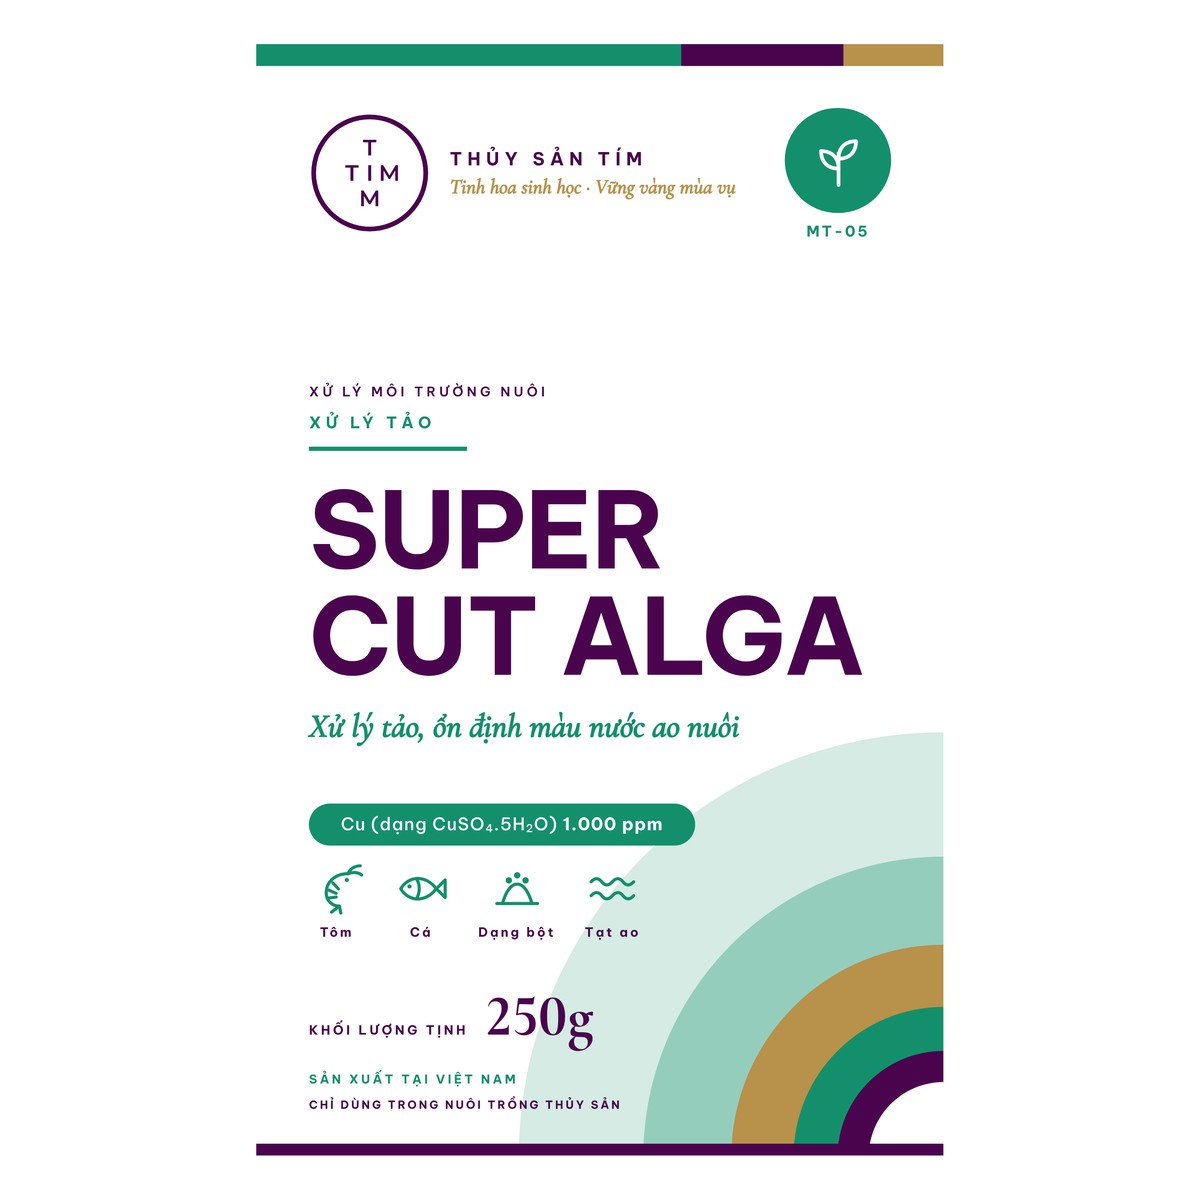 T
TIM
M
THỦY SẢN TÍM
Tinh hoa sinh học · Vững vàng mùa vụ
MT-05
XỬ LÝ MÔI TRƯỜNG NUÔI
XỬ LÝ TẢO
SUPER
CUT ALGA
Xử lý tảo, ổn định màu nước ao nuôi
Cu (dạng CuSO₄.5H₂O) 1.000 ppm
Tôm Cá Dạng bột Tạt ao
KHỐI LƯỢNG TỊNH 250g
SẢN XUẤT TẠI VIỆT NAM
CHỈ DÙNG TRONG NUÔI TRỒNG THỦY SẢN